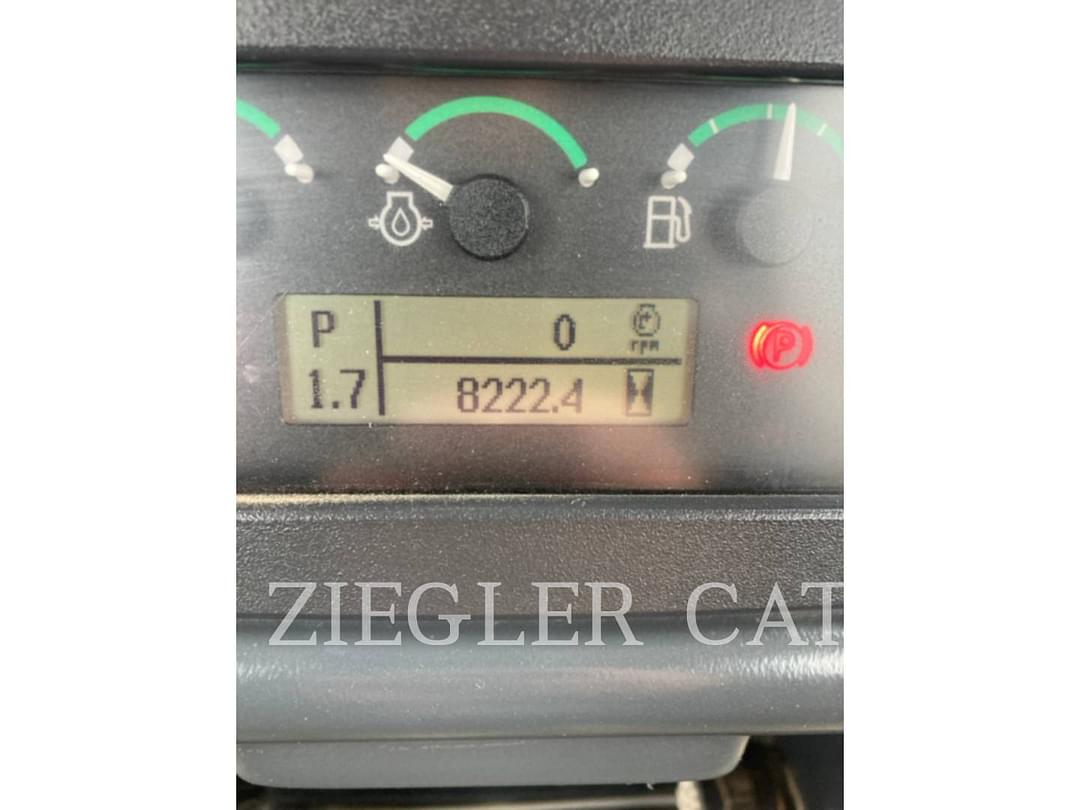 P 0
rpm
1.7 8222.4
P
ZIEGLER CAT